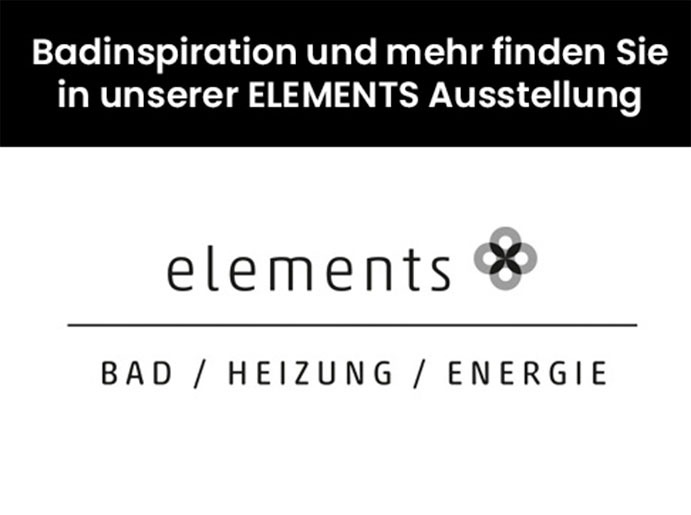 Badinspiration und mehr finden Sie
in unserer ELEMENTS Ausstellung
elements
BAD / HEIZUNG / ENERGIE